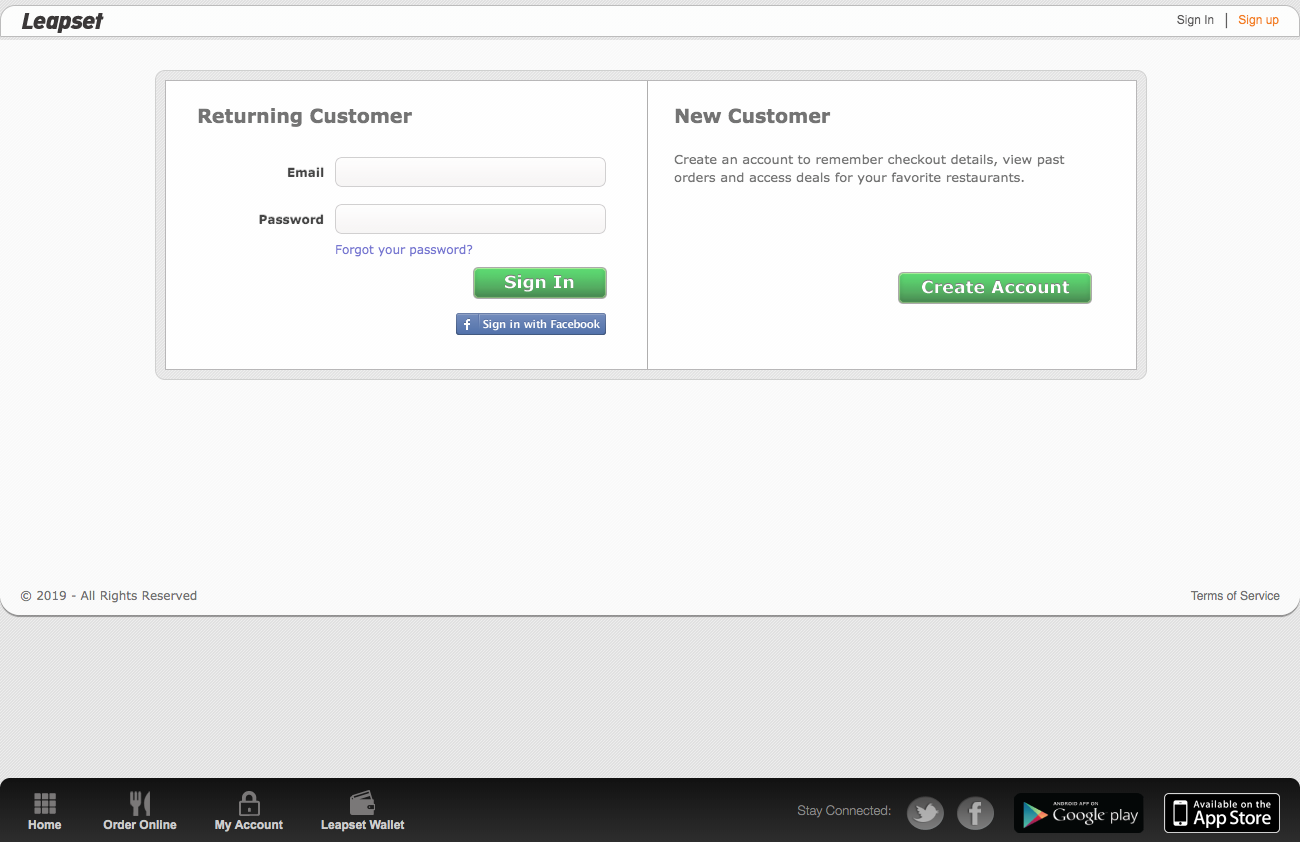 Leapset
Sign In | Sign up
Returning Customer
Email
Password
Forgot your password?
Sign In
f Sign in with Facebook
New Customer
Create an account to remember checkout details, view past
orders and access deals for your favorite restaurants.
Create Account
© 2019 - All Rights Reserved
Terms of Service
Home
Order Online
My Account
Leapset Wallet
Stay Connected:
f
ANDROID APP ON
Google play
Available on the
App Store